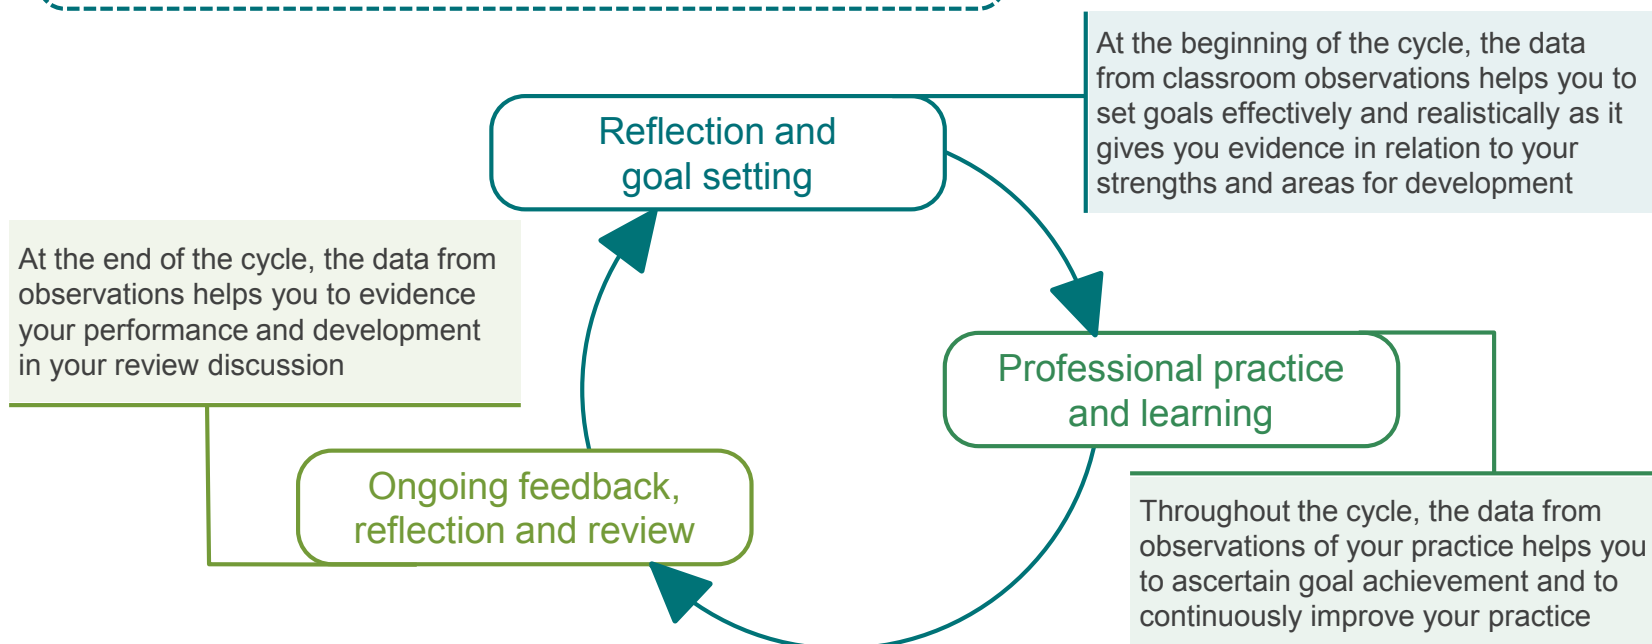 At the beginning of the cycle, the data
from classroom observations helps you to
set goals effectively and realistically as it
gives you evidence in relation to your
strengths and areas for development
Reflection and
goal setting
At the end of the cycle, the data from
observations helps you to evidence
your performance and development
in your review discussion
Professional practice
and learning
Ongoing feedback,
reflection and review
Throughout the cycle, the data from
observations of your practice helps you
to ascertain goal achievement and to
continuously improve your practice